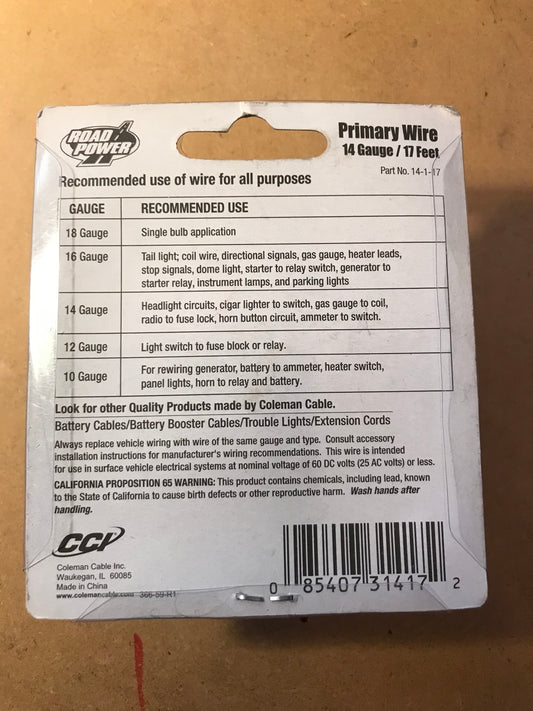 ROAD
POWER
Primary Wire
14 Gauge / 17 Feet
Part No. 14-1-17
Recommended use of wire for all purposes
GAUGE RECOMMENDED USE
18 Gauge Single bulb application
16 Gauge Tail light; coil wire, directional signals, gas gauge, heater leads,
stop signals, dome light, starter to relay switch, generator to
starter relay, instrument lamps, and parking lights
14 Gauge Headlight circuits, cigar lighter to switch, gas gauge to coil,
radio to fuse lock, horn button circuit, ammeter to switch.
12 Gauge Light switch to fuse block or relay.
10 Gauge For rewiring generator, battery to ammeter, heater switch,
panel lights, horn to relay and battery.
Look for other Quality Products made by Coleman Cable.
Battery Cables/Battery Booster Cables/Trouble Lights/Extension Cords
Always replace vehicle wiring with wire of the same gauge and type. Consult accessory
installation instructions for manufacturer's wiring recommendations. This wire is intended
for use in surface vehicle electrical systems at nominal voltage of 60 DC volts (25 AC volts) or less.
CALIFORNIA PROPOSITION 65 WARNING: This product contains chemicals, including lead, known
to the State of California to cause birth defects or other reproductive harm. Wash hands after
handling.
CCI
Coleman Cable Inc.
Waukegan, IL 60085
Made in China
www.colemancable.com 366-59-R1
0 85407 31417 2